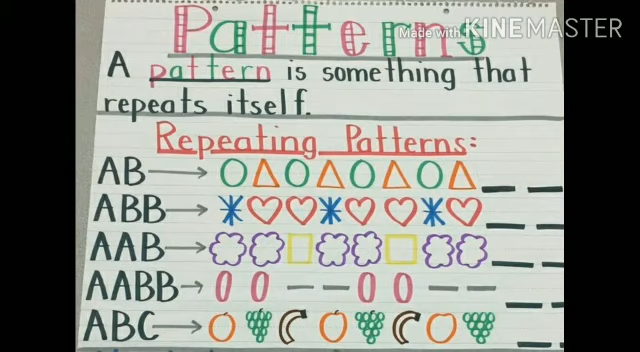 Patterns
Made with KINEMASTER
A pattern is something that
repeats itself.
Repeating Patterns:
AB
ABB
AAB
AABB
ABC